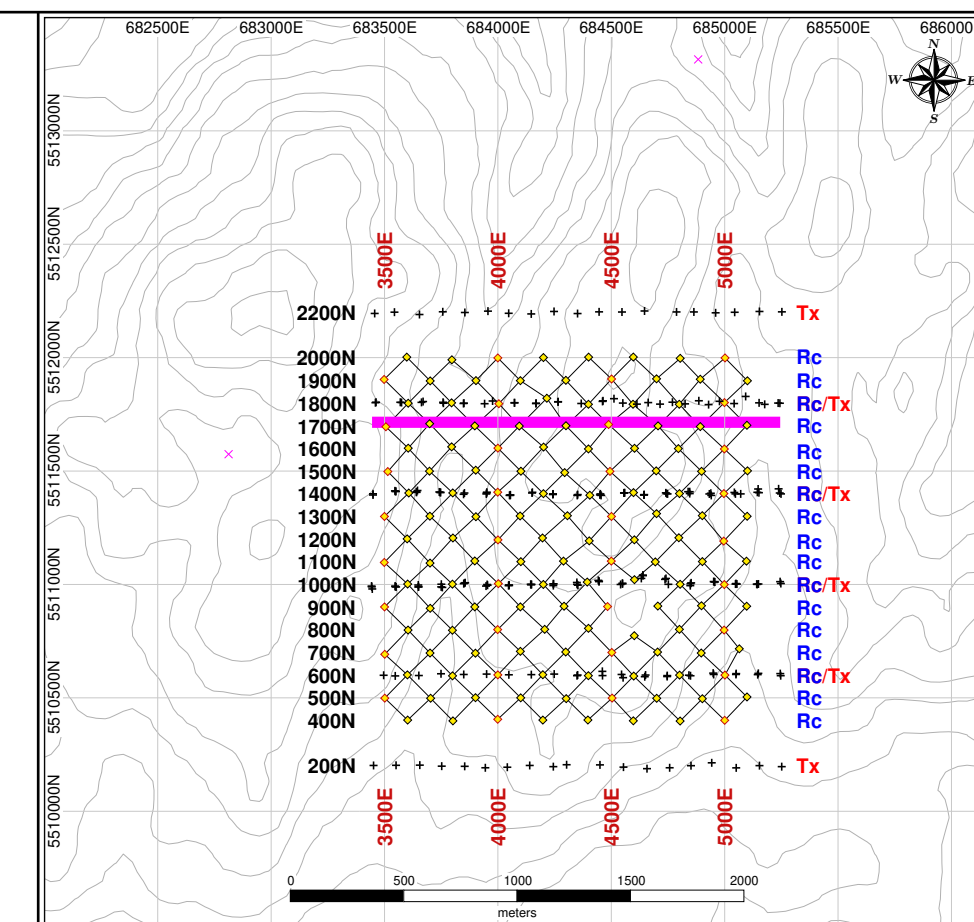 682500E 683000E 683500E 684000E 684500E 685000E 685500E 686000
N
W E
S
5513000N
5512500N
5512000N
5511500N
5511000N
5510500N
5510000N
3500E 4000E 4500E 5000E
2200N Tx
2000N Rc
1900N Rc
1800N Rc/Tx
1700N Rc
1600N Rc
1500N Rc
1400N Rc/Tx
1300N Rc
1200N Rc
1100N Rc
1000N Rc/Tx
900N Rc
800N Rc
700N Rc
600N Rc/Tx
500N Rc
400N Rc
200N Tx
3500E 4000E 4500E 5000E
0 500 1000 1500 2000
meters